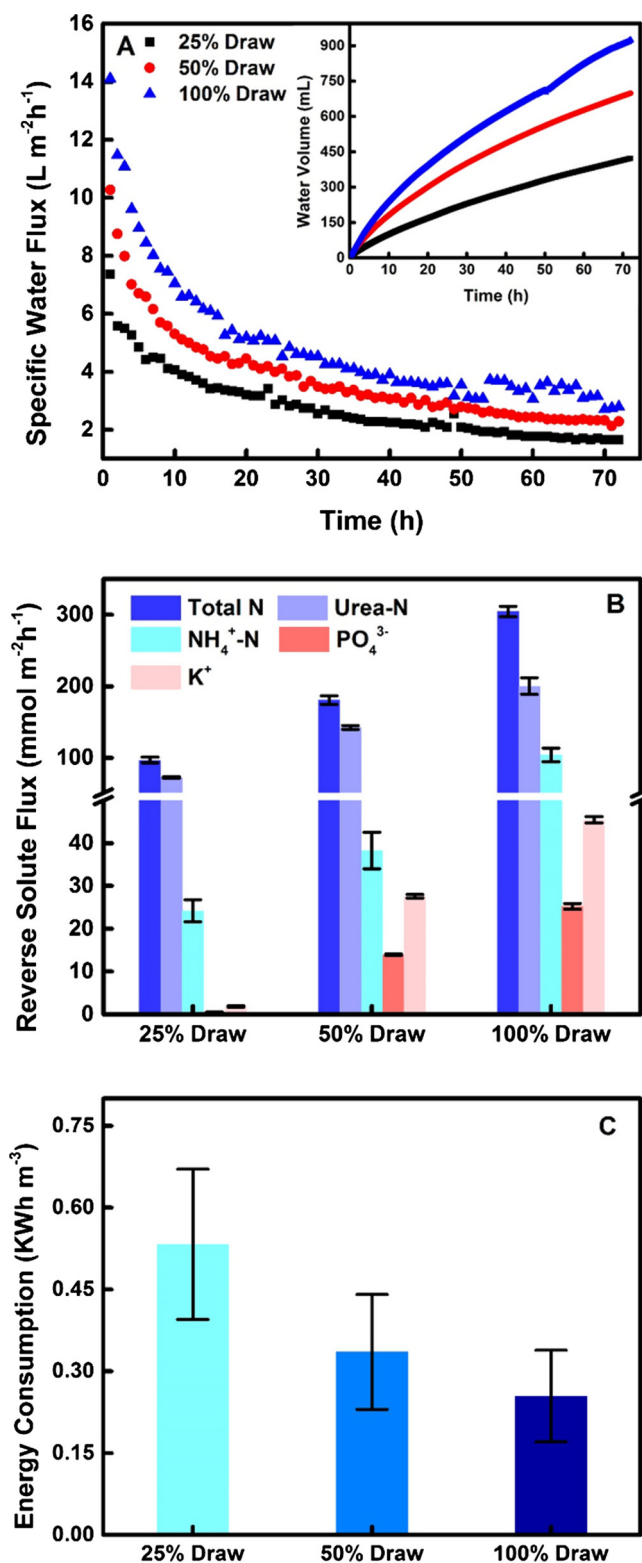 A
25% Draw
50% Draw
100% Draw
16
14
12
10
8
6
4
2
Specific Water Flux (L m⁻²h⁻¹)
0 10 20 30 40 50 60 70
Time (h)
900
750
600
450
300
150
Water Volume (mL)
0 10 20 30 40 50 60 70
Time (h)
B
Total N Urea-N
NH₄⁺-N PO₄³⁻
K⁺
300
200
100
40
30
20
10
0
Reverse Solute Flux (mmol m⁻²h⁻¹)
25% Draw 50% Draw 100% Draw
C
0.75
0.60
0.45
0.30
0.15
0.00
Energy Consumption (KWh m⁻³)
25% Draw 50% Draw 100% Draw